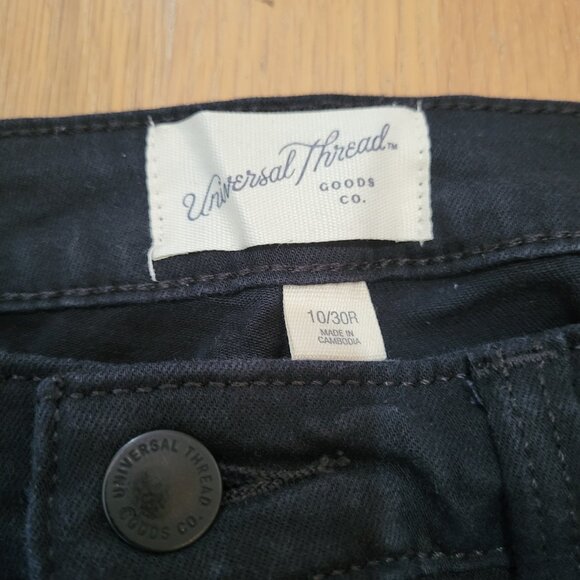 Universal Thread™
GOODS
CO.
10/30R
MADE IN
CAMBODIA
UNIVERSAL THREAD
GOODS CO.